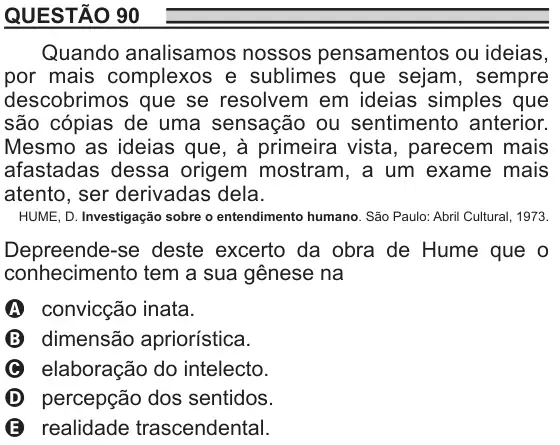 QUESTÃO 90
Quando analisamos nossos pensamentos ou ideias,
por mais complexos e sublimes que sejam, sempre
descobrimos que se resolvem em ideias simples que
são cópias de uma sensação ou sentimento anterior.
Mesmo as ideias que, à primeira vista, parecem mais
afastadas dessa origem mostram, a um exame mais
atento, ser derivadas dela.
HUME, D. Investigação sobre o entendimento humano. São Paulo: Abril Cultural, 1973.
Depreende-se deste excerto da obra de Hume que o
conhecimento tem a sua gênese na
A convicção inata.
B dimensão apriorística.
C elaboração do intelecto.
D percepção dos sentidos.
E realidade trascendental.